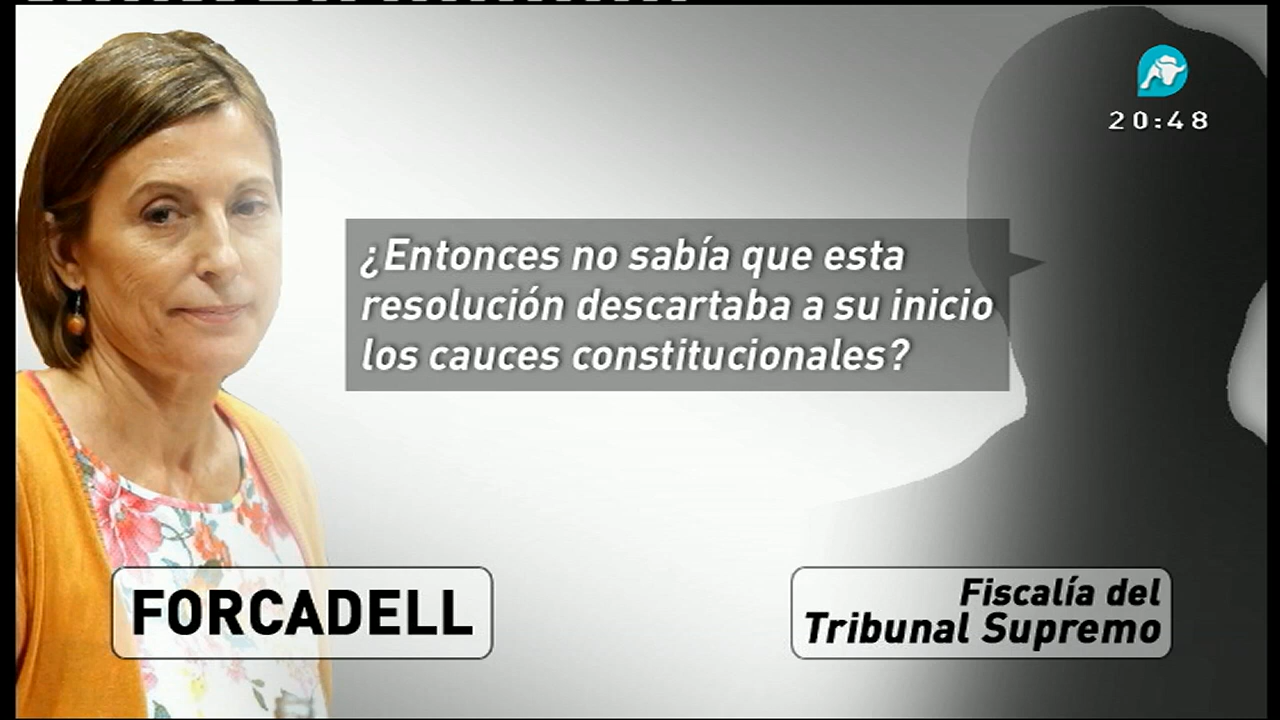 20:48
¿Entonces no sabía que esta
resolución descartaba a su inicio
los cauces constitucionales?
FORCADELL
Fiscalía del
Tribunal Supremo